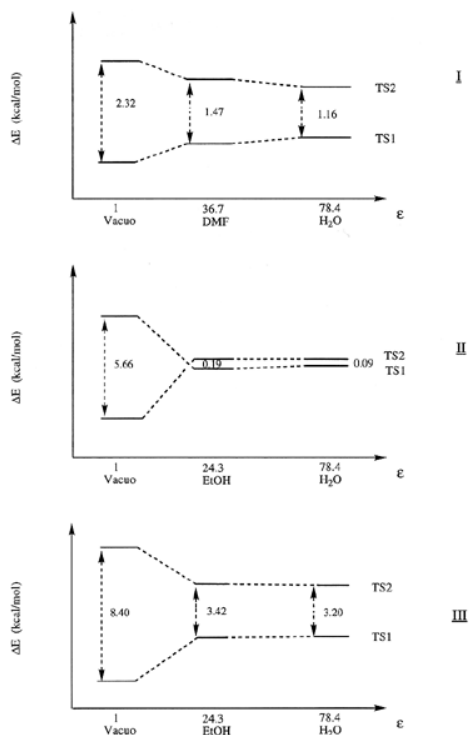 I
ΔE (kcal/mol)
2.32
1.47
1.16
TS2
TS1
1
36.7
78.4
ε
Vacuo
DMF
H₂O
II
ΔE (kcal/mol)
5.66
0.19
TS2
0.09
TS1
1
24.3
78.4
ε
Vacuo
EtOH
H₂O
ΔE (kcal/mol)
8.40
3.42
3.20
TS2
TS1
III
1
24.3
78.4
ε
Vacuo
EtOH
H₂O